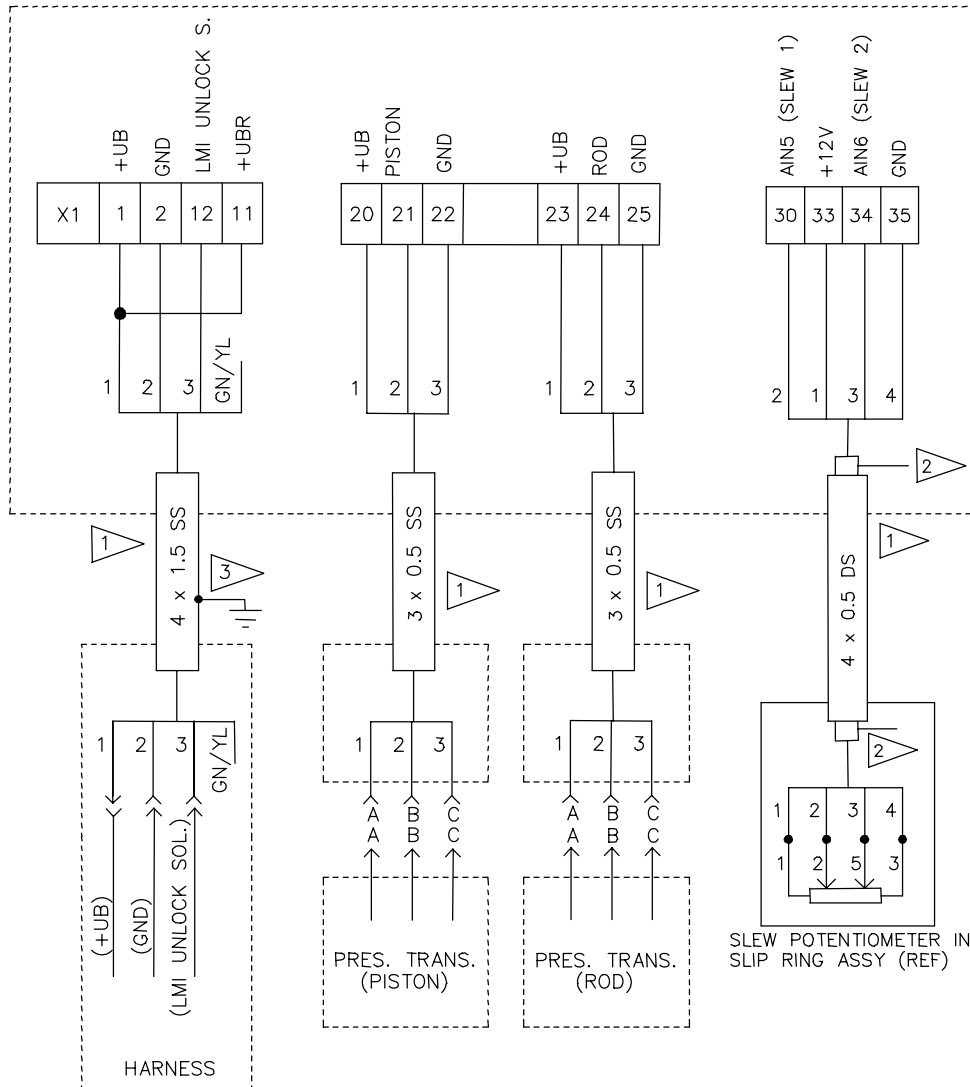 +UB
GND
LMI UNLOCK S.
+UBR
+UB
PISTON
GND
+UB
ROD
GND
AIN5 (SLEW 1)
+12V
AIN6 (SLEW 2)
GND
X1 1 2 12 11
20 21 22 23 24 25
30 33 34 35
1 2 3 GN/YL
1 2 3
1 2 3
2 1 3 4
2
1
3
4 x 1.5 SS
3 x 0.5 SS
1
3 x 0.5 SS
1
1
4 x 0.5 DS
2
1 2 3 GN/YL
1 2 3
1 2 3
1 2 3 4
1 2 5 3
A B C
A B C
A B C
A B C
(+UB)
(GND)
(LMI UNLOCK SOL.)
PRES. TRANS.
(PISTON)
PRES. TRANS.
(ROD)
SLEW POTENTIOMETER IN
SLIP RING ASSY (REF)
HARNESS